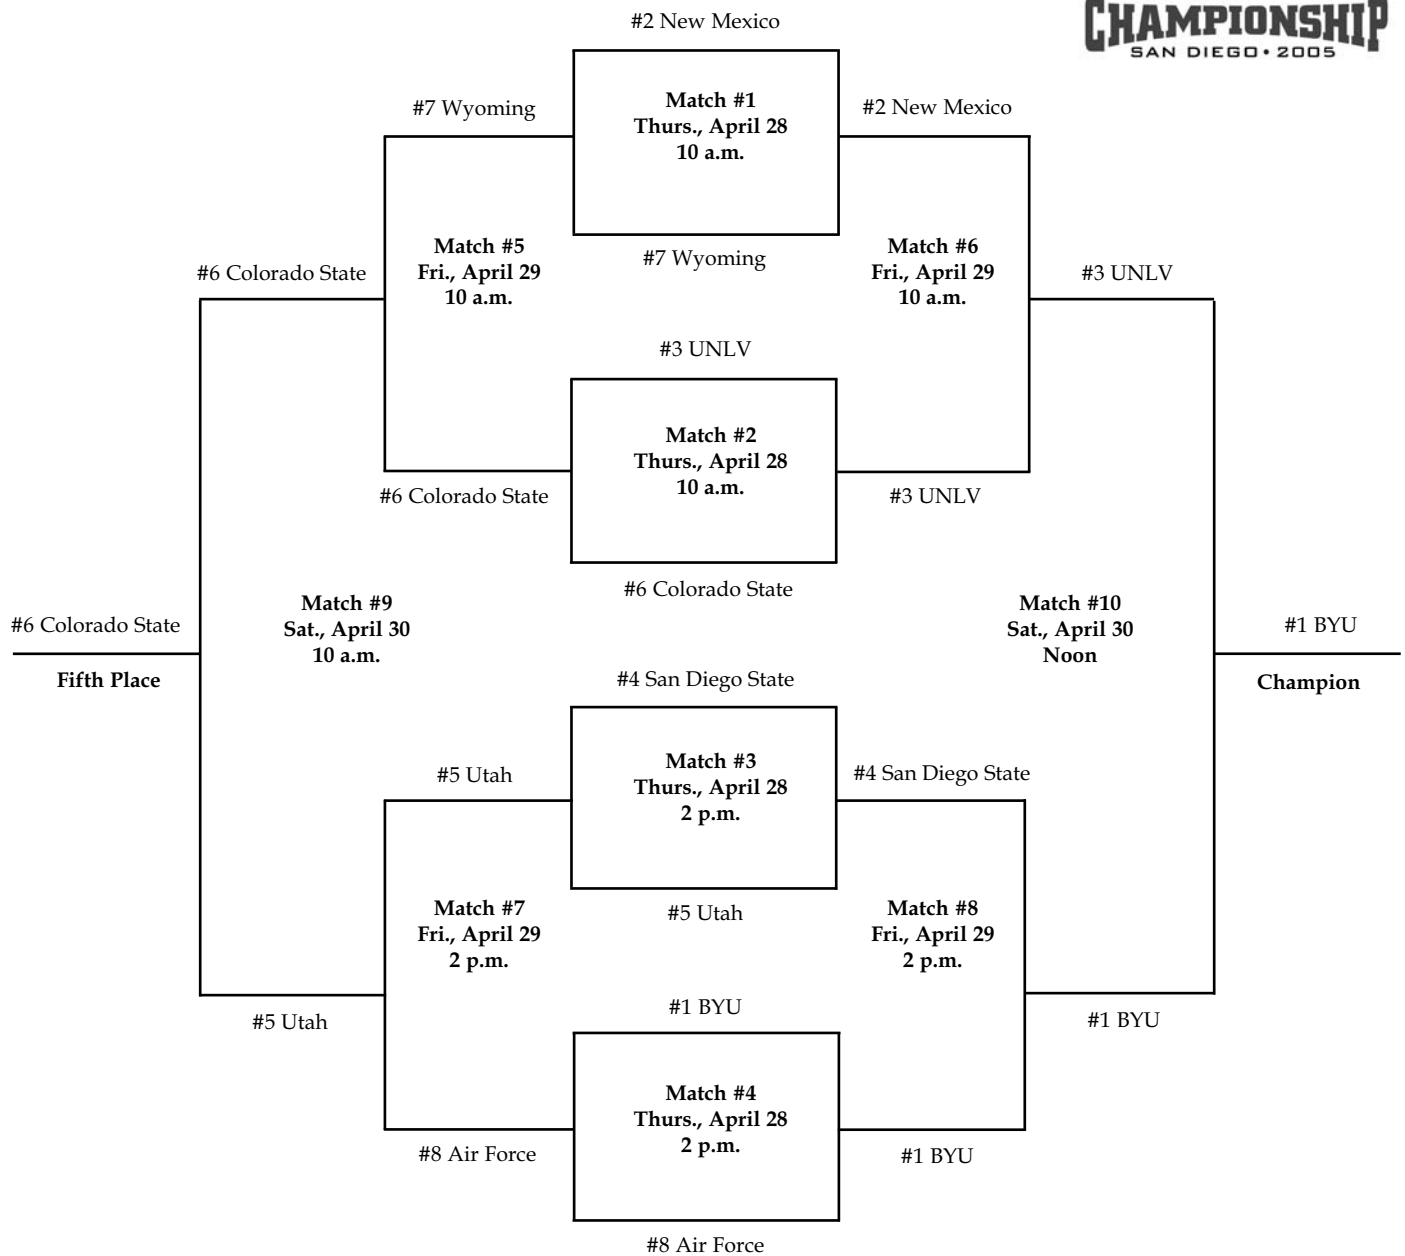 CHAMPIONSHIP
SAN DIEGO • 2005
#2 New Mexico
#7 Wyoming
Match #1
Thurs., April 28
10 a.m.
#2 New Mexico
#7 Wyoming
Match #5
Fri., April 29
10 a.m.
Match #6
Fri., April 29
10 a.m.
#6 Colorado State
#3 UNLV
#3 UNLV
Match #2
Thurs., April 28
10 a.m.
#6 Colorado State
#3 UNLV
#6 Colorado State
Match #9
Sat., April 30
10 a.m.
Match #10
Sat., April 30
Noon
#6 Colorado State
Fifth Place
#1 BYU
Champion
#4 San Diego State
#5 Utah
Match #3
Thurs., April 28
2 p.m.
#4 San Diego State
#5 Utah
Match #7
Fri., April 29
2 p.m.
Match #8
Fri., April 29
2 p.m.
#5 Utah
#1 BYU
#1 BYU
Match #4
Thurs., April 28
2 p.m.
#8 Air Force
#1 BYU
#8 Air Force